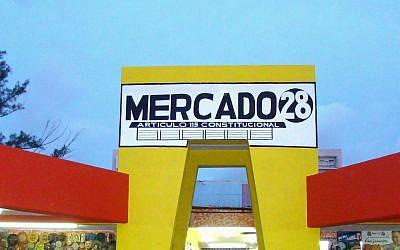 MERCADO 28
ARTICULO 115 CONSTITUCIONAL